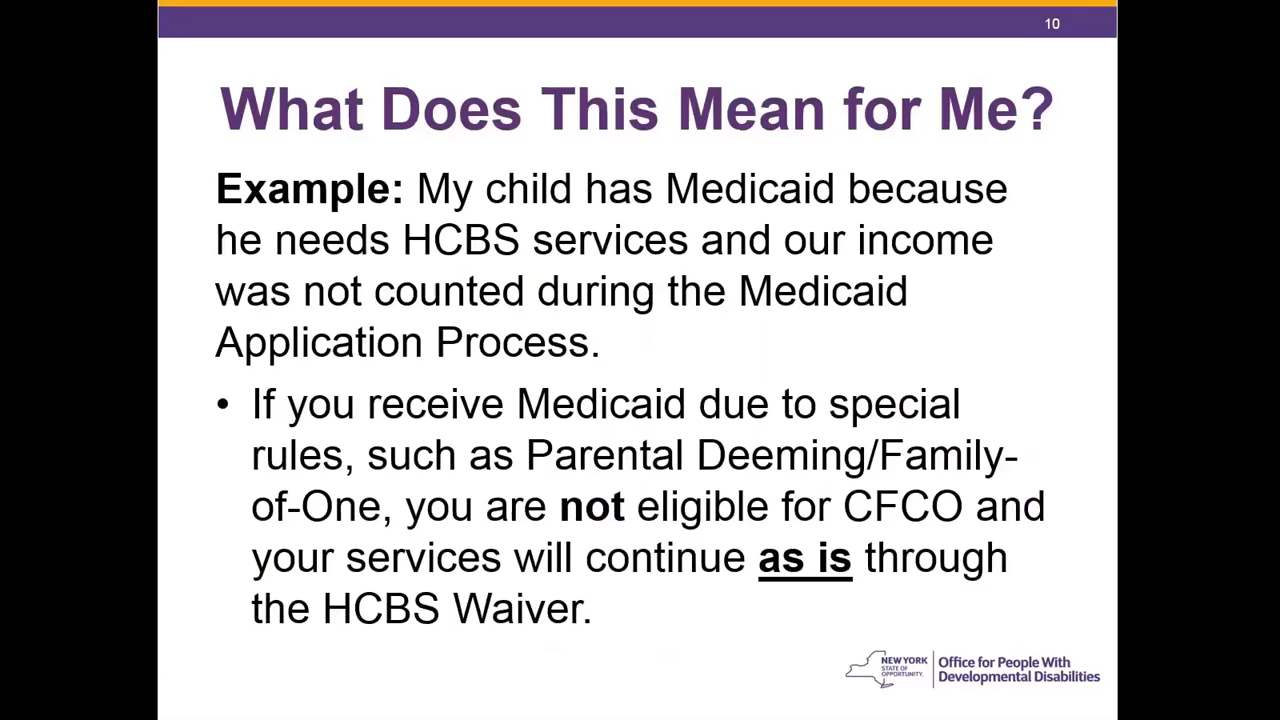 10
What Does This Mean for Me?
Example: My child has Medicaid because
he needs HCBS services and our income
was not counted during the Medicaid
Application Process.
• If you receive Medicaid due to special
rules, such as Parental Deeming/Family-
of-One, you are not eligible for CFCO and
your services will continue as is through
the HCBS Waiver.
NEW YORK
STATE OF
OPPORTUNITY.
Office for People With
Developmental Disabilities